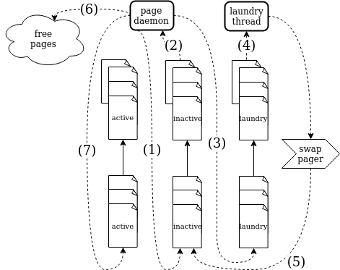 (6)
page
daemon
laundry
thread
free
pages
(2)
(4)
active
inactive
laundry
(7)
(1)
(3)
swap
pager
active
inactive
laundry
(5)